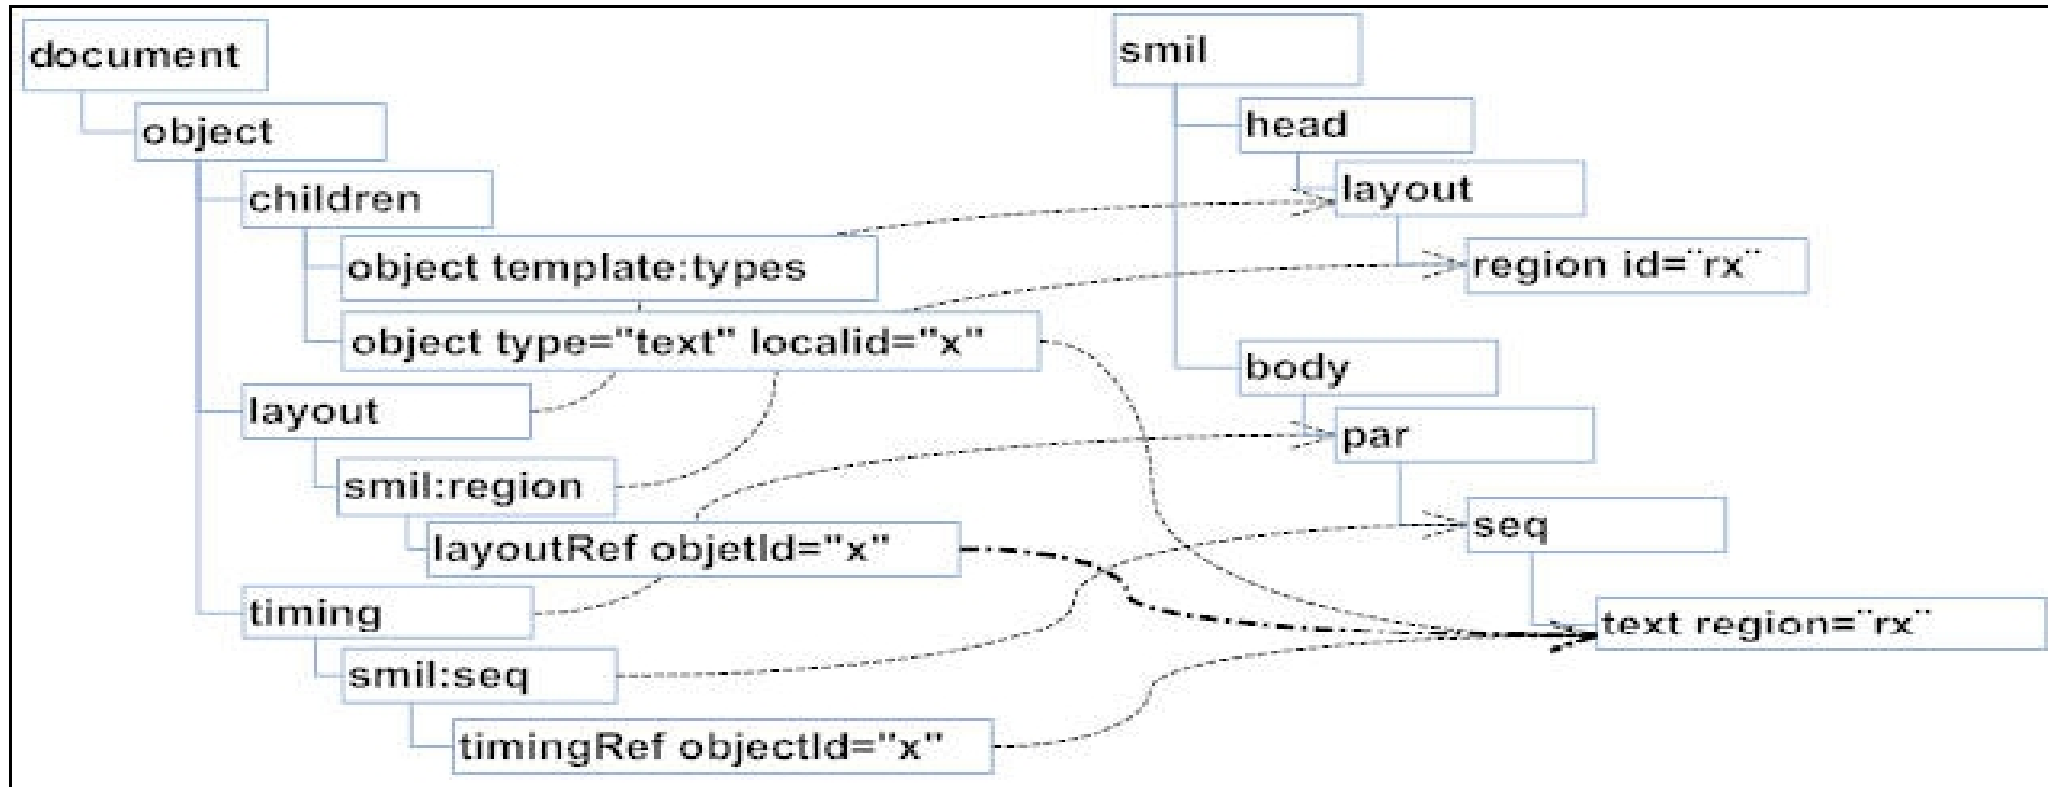 document
object
children
object template:types
object type="text" localid="x"
layout
smil:region
layoutRef objetId="x"
timing
smil:seq
timingRef objectId="x"
smil
head
layout
region id=¨rx¨
body
par
seq
text region=¨rx¨